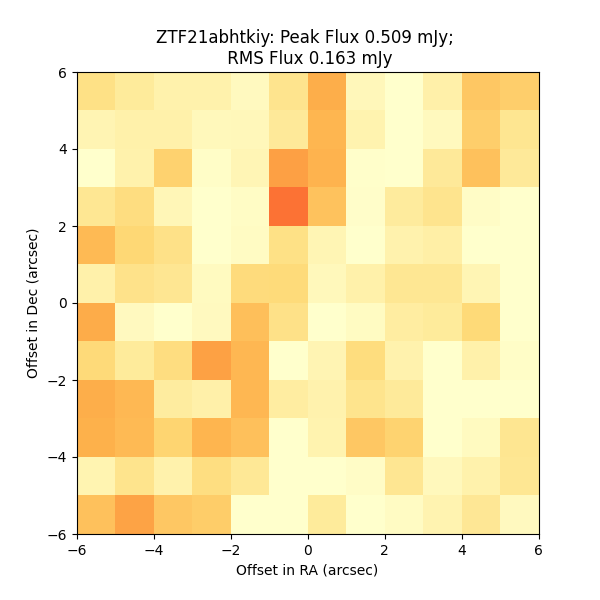 ZTF21abhtkiy: Peak Flux 0.509 mJy;
RMS Flux 0.163 mJy
6
4
2
0
−2
−4
−6
Offset in Dec (arcsec)
−6 −4 −2 0 2 4 6
Offset in RA (arcsec)